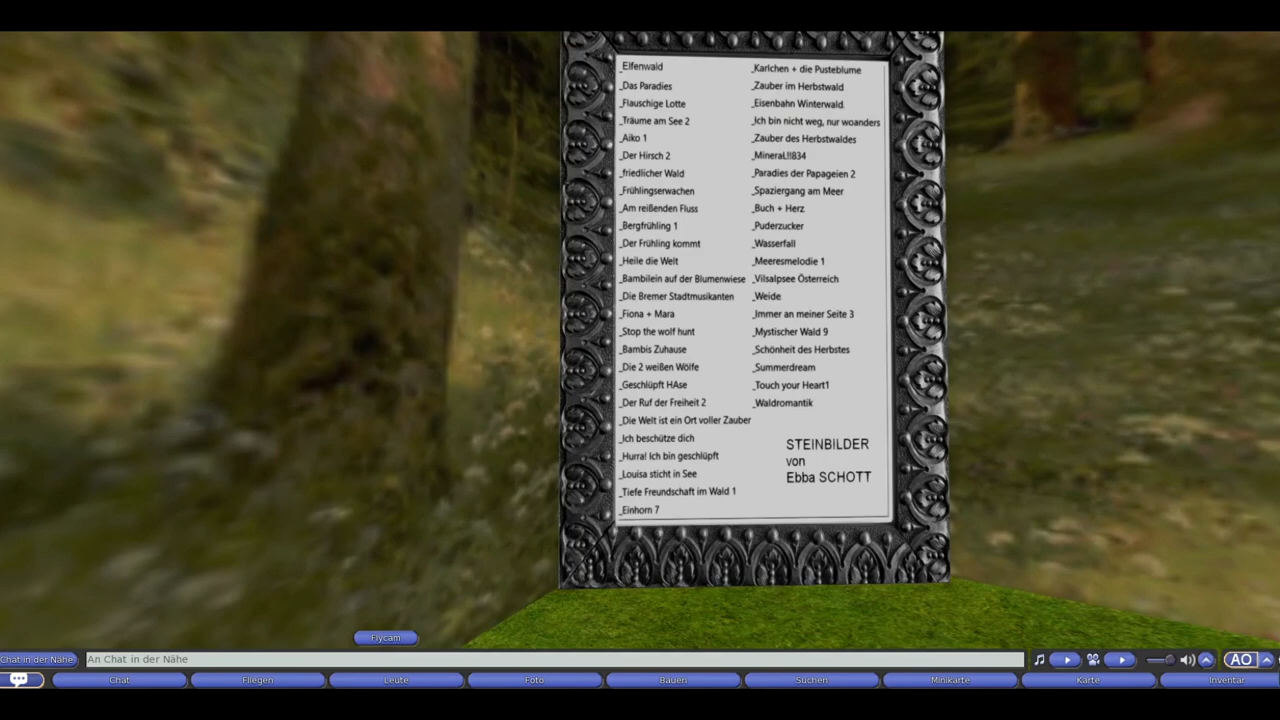 _Elfenwald
_Das Paradies
_Flauschige Lotte
_Träume am See 2
_Aiko 1
_Der Hirsch 2
_friedlicher Wald
_Frühlingserwachen
_Am reißenden Fluss
_Bergfrühling 1
_Der Frühling kommt
_Heile die Welt
_Bambilein auf der Blumenwiese
_Die Bremer Stadtmusikanten
_Fiona + Mara
_Stop the wolf hunt
_Bambis Zuhause
_Die 2 weißen Wölfe
_Geschlüpft HAse
_Der Ruf der Freiheit 2
_Die Welt ist ein Ort voller Zauber
_Ich beschütze dich
_Hurra! Ich bin geschlüpft
_Louisa sticht in See
_Tiefe Freundschaft im Wald 1
_Einhorn 7
_Karlchen + die Pusteblume
_Zauber im Herbstwald
_Eisenbahn Winterwald
_Ich bin nicht weg, nur woanders
_Zauber des Herbstwaldes
_MineraL!!834
_Paradies der Papageien 2
_Spaziergang am Meer
_Buch + Herz
_Puderzucker
_Wasserfall
_Meeresmelodie 1
_Vilsalpsee Österreich
_Weide
_Immer an meiner Seite 3
_Mystischer Wald 9
_Schönheit des Herbstes
_Summerdream
_Touch your Heart1
_Waldromantik
STEINBILDER
von
Ebba SCHOTT
Flycam
Chat in der Nähe
An Chat in der Nähe
AO
Chat
Fliegen
Leute
Foto
Bauen
Suchen
Minikarte
Karte
Inventar